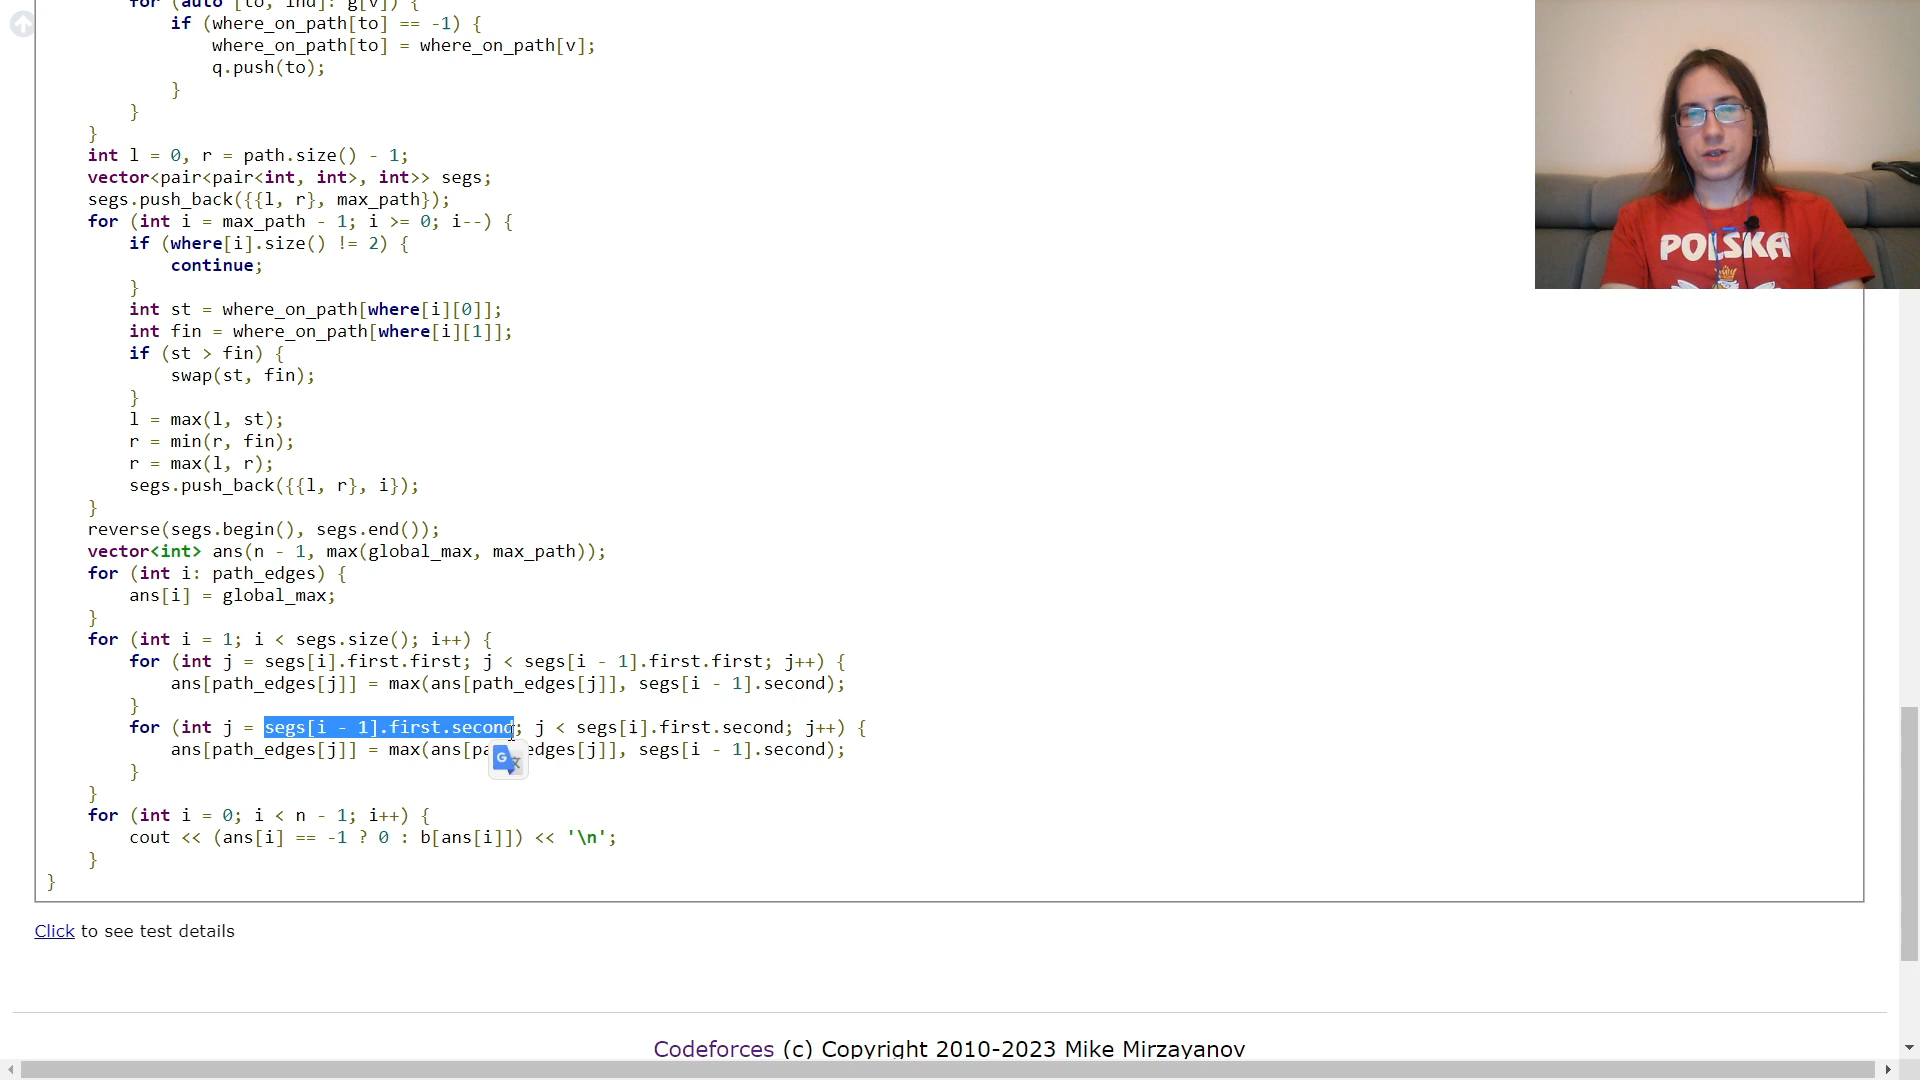 for (auto [to, ind]: g[v]) {
if (where_on_path[to] == -1) {
where_on_path[to] = where_on_path[v];
q.push(to);
}
}
}
int l = 0, r = path.size() - 1;
vector<pair<pair<int, int>, int>> segs;
segs.push_back({{l, r}, max_path});
for (int i = max_path - 1; i >= 0; i--) {
if (where[i].size() != 2) {
continue;
}
int st = where_on_path[where[i][0]];
int fin = where_on_path[where[i][1]];
if (st > fin) {
swap(st, fin);
}
l = max(l, st);
r = min(r, fin);
r = max(l, r);
segs.push_back({{l, r}, i});
}
reverse(segs.begin(), segs.end());
vector<int> ans(n - 1, max(global_max, max_path));
for (int i: path_edges) {
ans[i] = global_max;
}
for (int i = 1; i < segs.size(); i++) {
for (int j = segs[i].first.first; j < segs[i - 1].first.first; j++) {
ans[path_edges[j]] = max(ans[path_edges[j]], segs[i - 1].second);
}
for (int j = segs[i - 1].first.second; j < segs[i].first.second; j++) {
ans[path_edges[j]] = max(ans[pa edges[j]], segs[i - 1].second);
}
}
for (int i = 0; i < n - 1; i++) {
cout << (ans[i] == -1 ? 0 : b[ans[i]]) << '\n';
}
}
Click to see test details
Codeforces (c) Copyright 2010-2023 Mike Mirzayanov
POLSKA